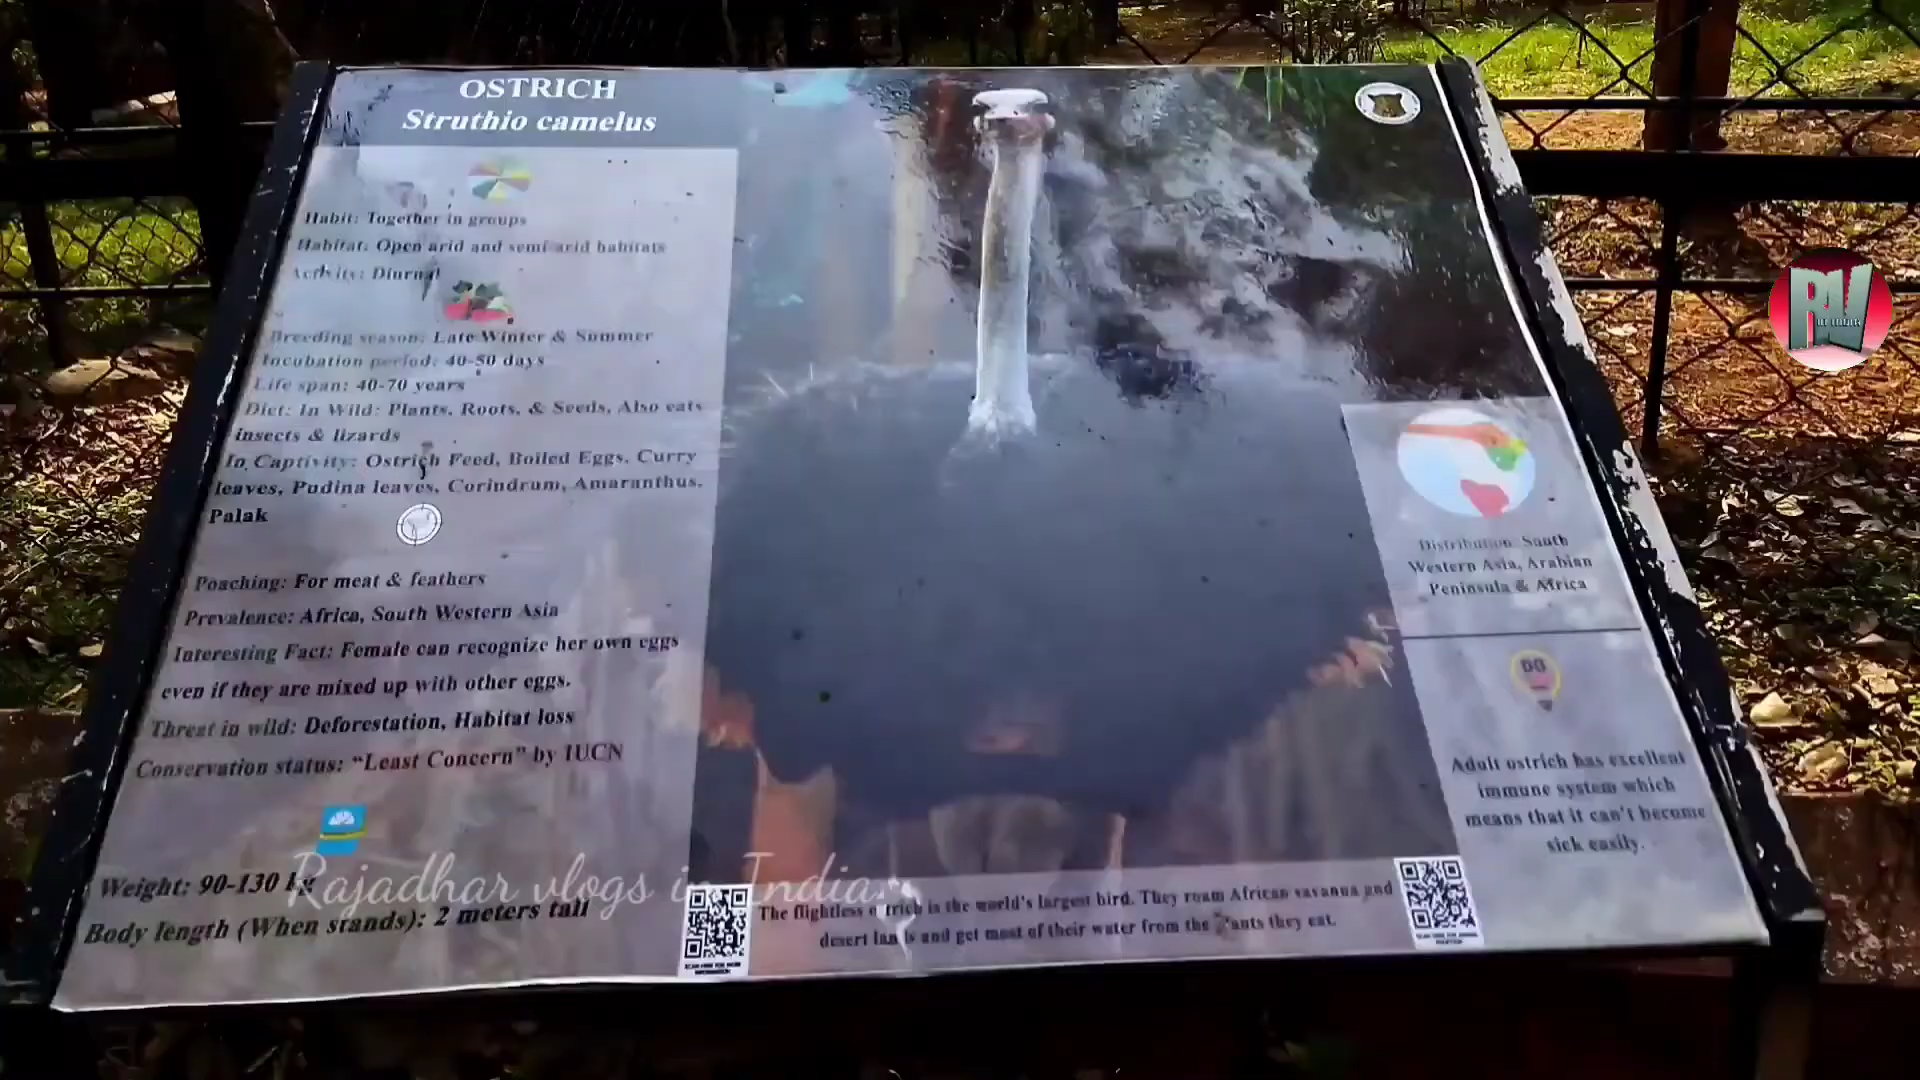 OSTRICH
Struthio camelus
Habit: Together in groups
Habitat: Open arid and semi arid habitats
Activity: Diurnal
Breeding season: Late Winter & Summer
Incubation period: 40-50 days
Life span: 40-70 years
Diet: In Wild: Plants, Roots, & Seeds, Also eats
insects & lizards
In Captivity: Ostrich Feed, Boiled Eggs, Curry
leaves, Pudina leaves, Corindrum, Amaranthus,
Palak
Poaching: For meat & feathers
Prevalence: Africa, South Western Asia
Interesting Fact: Female can recognize her own eggs
even if they are mixed up with other eggs.
Threat in wild: Deforestation, Habitat loss
Conservation status: "Least Concern" by IUCN
Weight: 90-130 kg
Body length (When stands): 2 meters tall
Rajadhar vlogs in India
The flightless ostrich is the world's largest bird. They roam African savanna and
desert lands and get most of their water from the plants they eat.
SCAN HERE FOR MORE
INFORMATION
Distribution: South
Western Asia, Arabian
Peninsula & Africa
Adult ostrich has excellent
immune system which
means that it can't become
sick easily.
RV